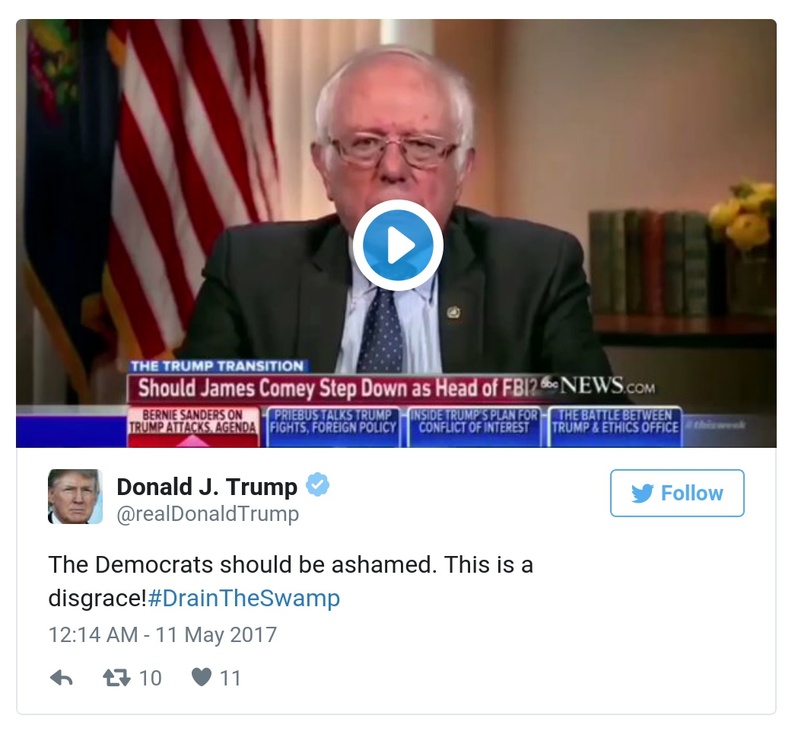 THE TRUMP TRANSITION
Should James Comey Step Down as Head of FBI?
abc NEWS.COM
BERNIE SANDERS ON
TRUMP ATTACKS, AGENDA
PRIEBUS TALKS TRUMP
FIGHTS, FOREIGN POLICY
INSIDE TRUMP'S PLAN FOR
CONFLICT OF INTEREST
THE BATTLE BETWEEN
TRUMP & ETHICS OFFICE
#thisweek
Donald J. Trump
@realDonaldTrump
Follow
The Democrats should be ashamed. This is a
disgrace!#DrainTheSwamp
12:14 AM - 11 May 2017
10
11